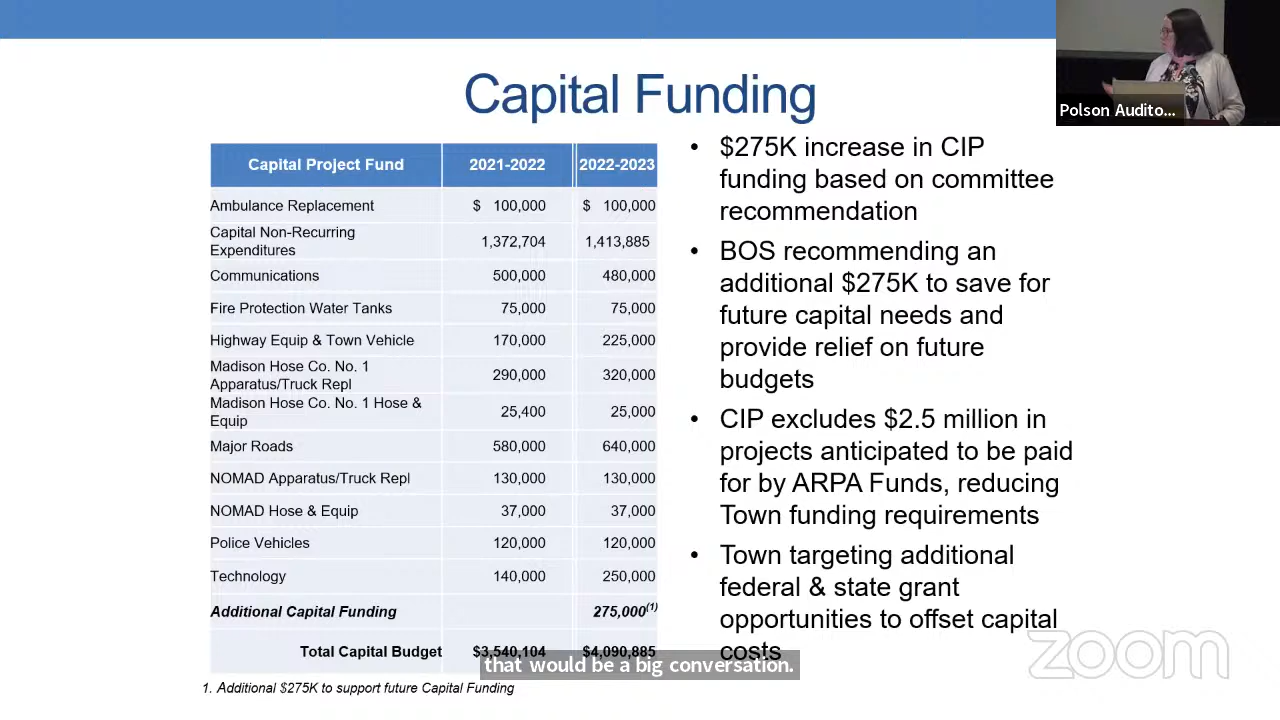 Capital Funding
Polson Audito...
Capital Project Fund 2021-2022 2022-2023
Ambulance Replacement $ 100,000 $ 100,000
Capital Non-Recurring
Expenditures 1,372,704 1,413,885
Communications 500,000 480,000
Fire Protection Water Tanks 75,000 75,000
Highway Equip & Town Vehicle 170,000 225,000
Madison Hose Co. No. 1
Apparatus/Truck Repl 290,000 320,000
Madison Hose Co. No. 1 Hose &
Equip 25,400 25,000
Major Roads 580,000 640,000
NOMAD Apparatus/Truck Repl 130,000 130,000
NOMAD Hose & Equip 37,000 37,000
Police Vehicles 120,000 120,000
Technology 140,000 250,000
Additional Capital Funding 275,000(1)
Total Capital Budget $3,540,104 $4,090,885
1. Additional $275K to support future Capital Funding
• $275K increase in CIP
funding based on committee
recommendation
• BOS recommending an
additional $275K to save for
future capital needs and
provide relief on future
budgets
• CIP excludes $2.5 million in
projects anticipated to be paid
for by ARPA Funds, reducing
Town funding requirements
• Town targeting additional
federal & state grant
opportunities to offset capital
costs
that would be a big conversation.
zoom